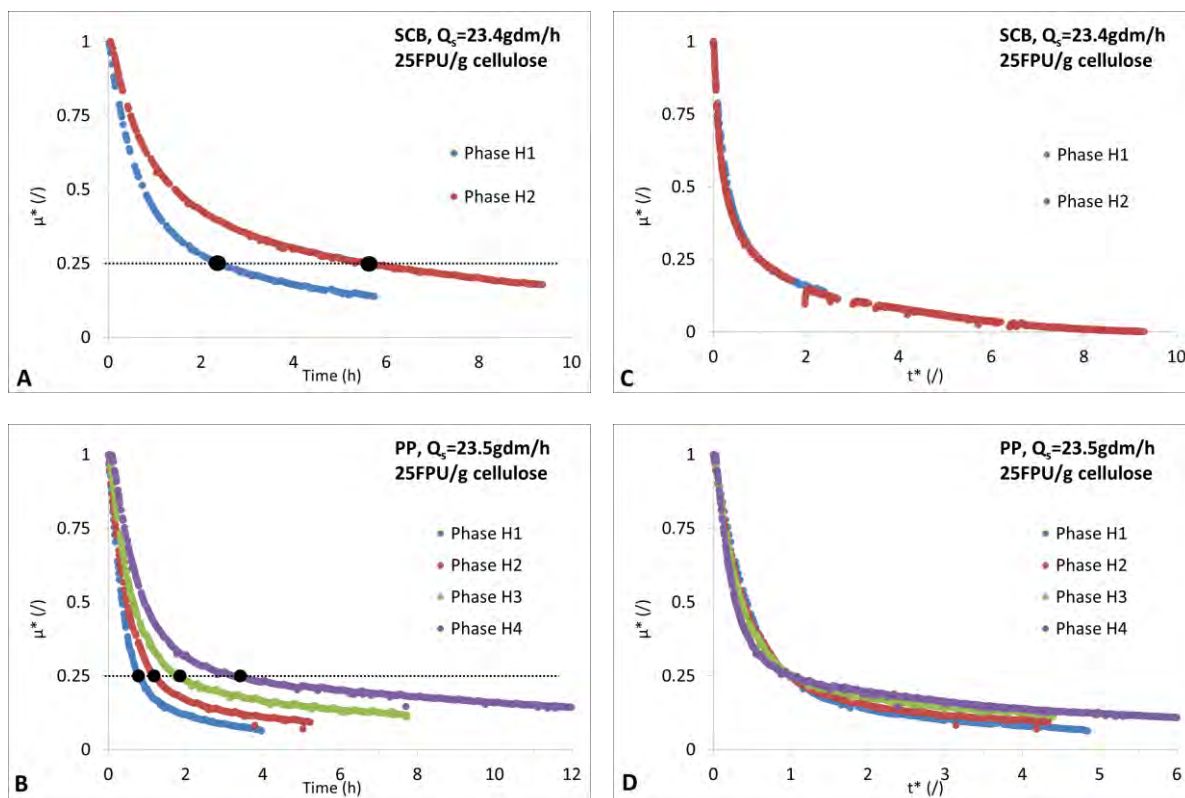 SCB, Qs=23.4gdm/h
25FPU/g cellulose
1
0.75
0.5
0.25
0
μ* (/)
Phase H1
Phase H2
0 2 4 6 8 10
Time (h)
A
SCB, Qs=23.4gdm/h
25FPU/g cellulose
1
0.75
0.5
0.25
0
μ* (/)
Phase H1
Phase H2
0 2 4 6 8 10
t* (/)
C
PP, Qs=23.5gdm/h
25FPU/g cellulose
1
0.75
0.5
0.25
0
μ* (/)
Phase H1
Phase H2
Phase H3
Phase H4
0 2 4 6 8 10 12
Time (h)
B
PP, Qs=23.5gdm/h
25FPU/g cellulose
1
0.75
0.5
0.25
0
μ* (/)
Phase H1
Phase H2
Phase H3
Phase H4
0 1 2 3 4 5 6
t* (/)
D